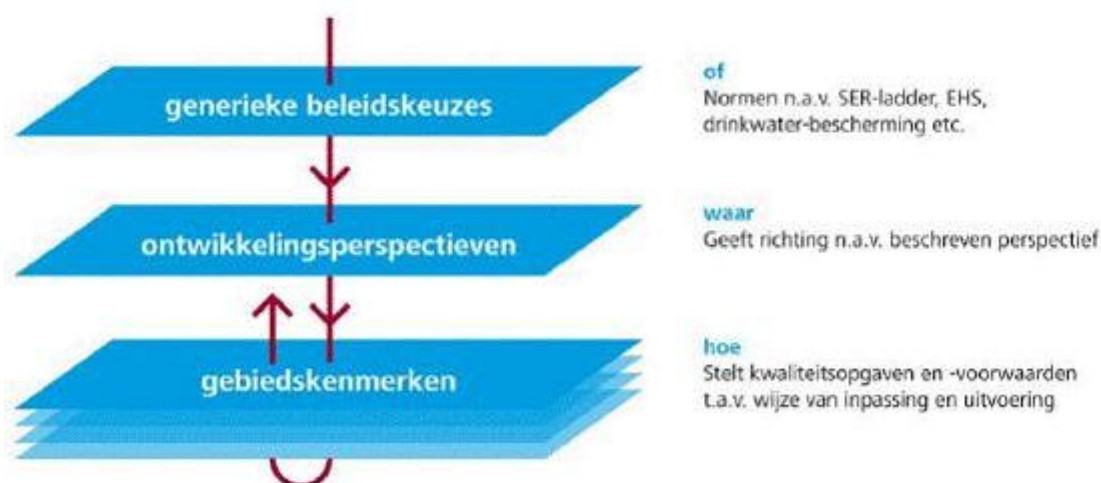 generieke beleidskeuzes
of
Normen n.a.v. SER-ladder, EHS,
drinkwater-bescherming etc.
ontwikkelingsperspectieven
waar
Geeft richting n.a.v. beschreven perspectief
gebiedskenmerken
hoe
Stelt kwaliteitsopgaven en -voorwaarden
t.a.v. wijze van inpassing en uitvoering